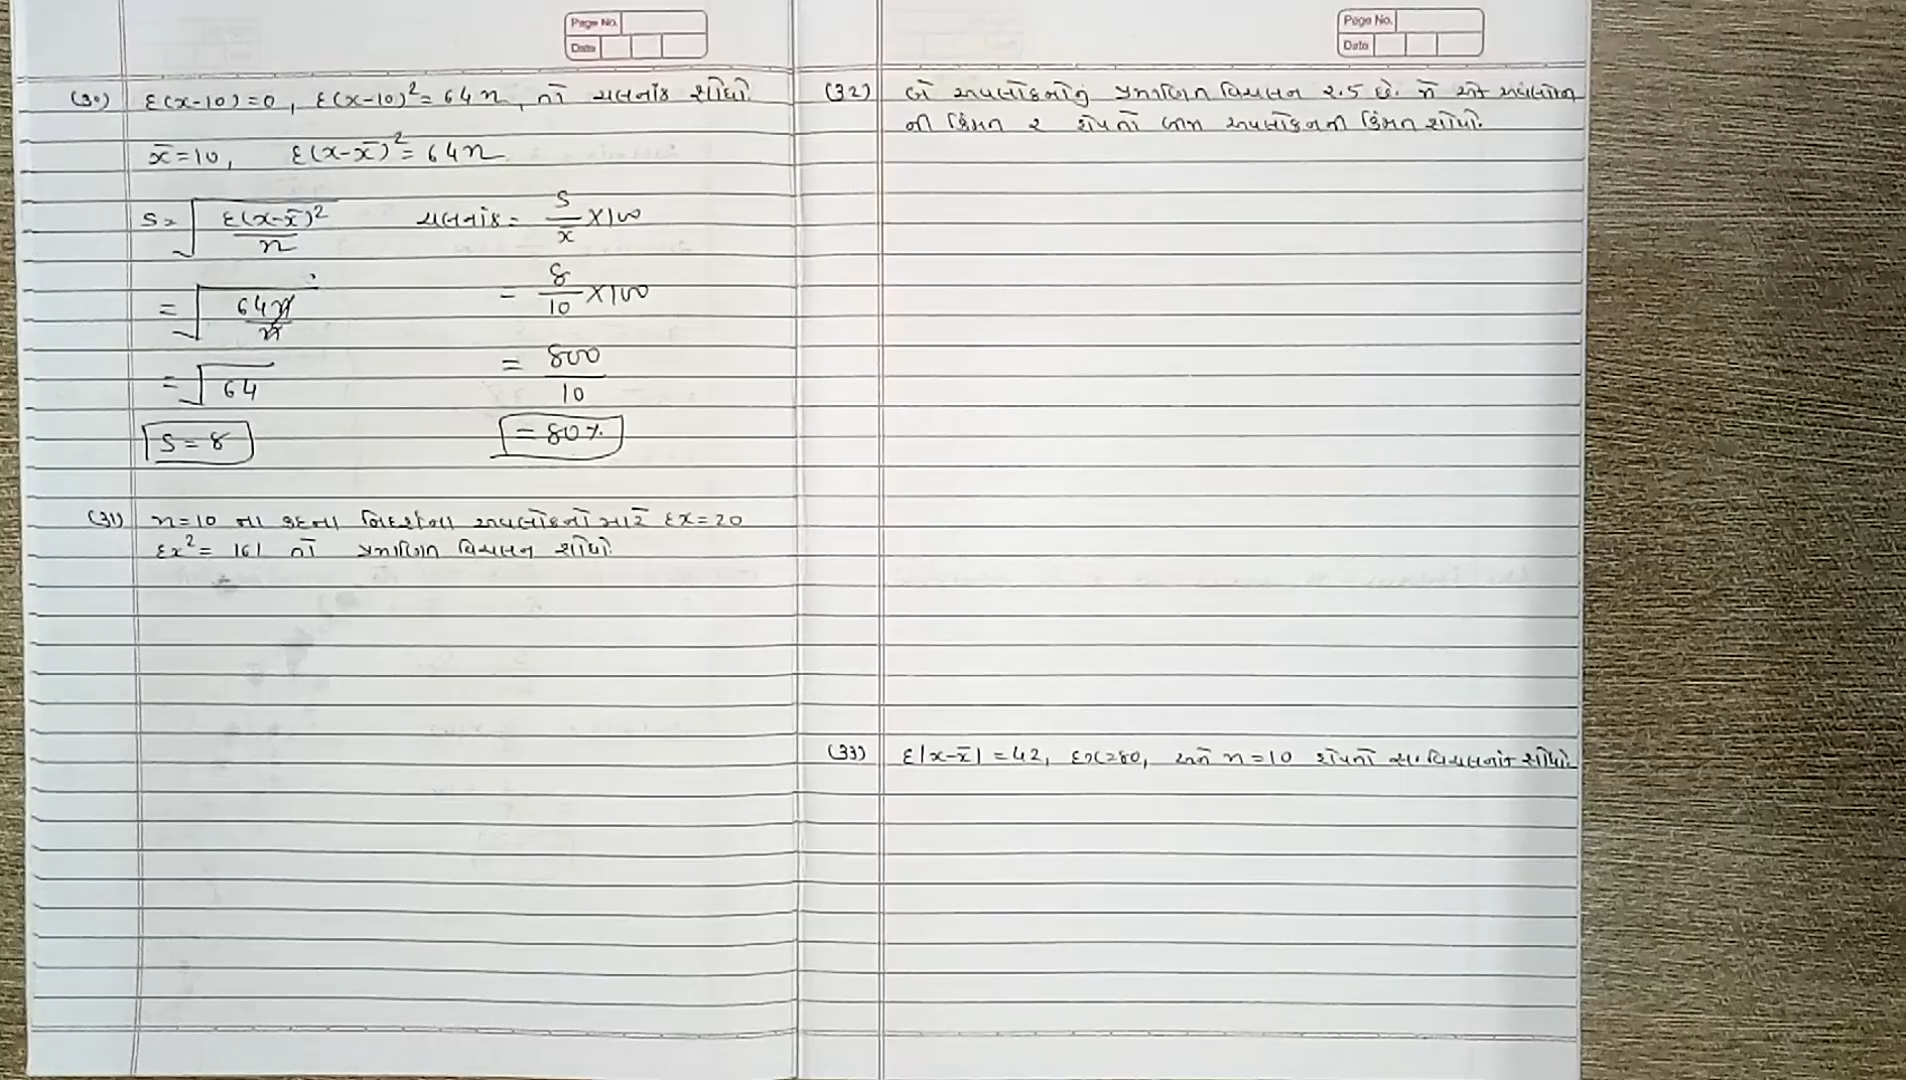 Page No.
Date
(30) Σ(x-10)=0, Σ(x-10)²=64n, તો ચલનાંક શોધો.
x̄=10, Σ(x-x̄)²=64n
S=√(Σ(x-x̄)²/n) ચલનાંક = S/x̄ ×100
=√(64n/n) = 8/10 ×100
=√64 = 800/10
S=8 =80%
(31) n=10 ના કદના નિદર્શના અવલોકનો માટે Σx=20
Σx²=161 તો પ્રમાણિત વિચલન શોધો.
Page No.
Date
(32) બે અવલોકનોનું પ્રમાણિત વિચલન 2.5 છે. જો એક અવલોકન
ની કિંમત 2 હોય તો અવલોકનની કિંમત શોધો.
(33) Σ|x-x̄|=42, Σx=80, અને n=10 હોય તો સ. વિચલનાંક શોધો.